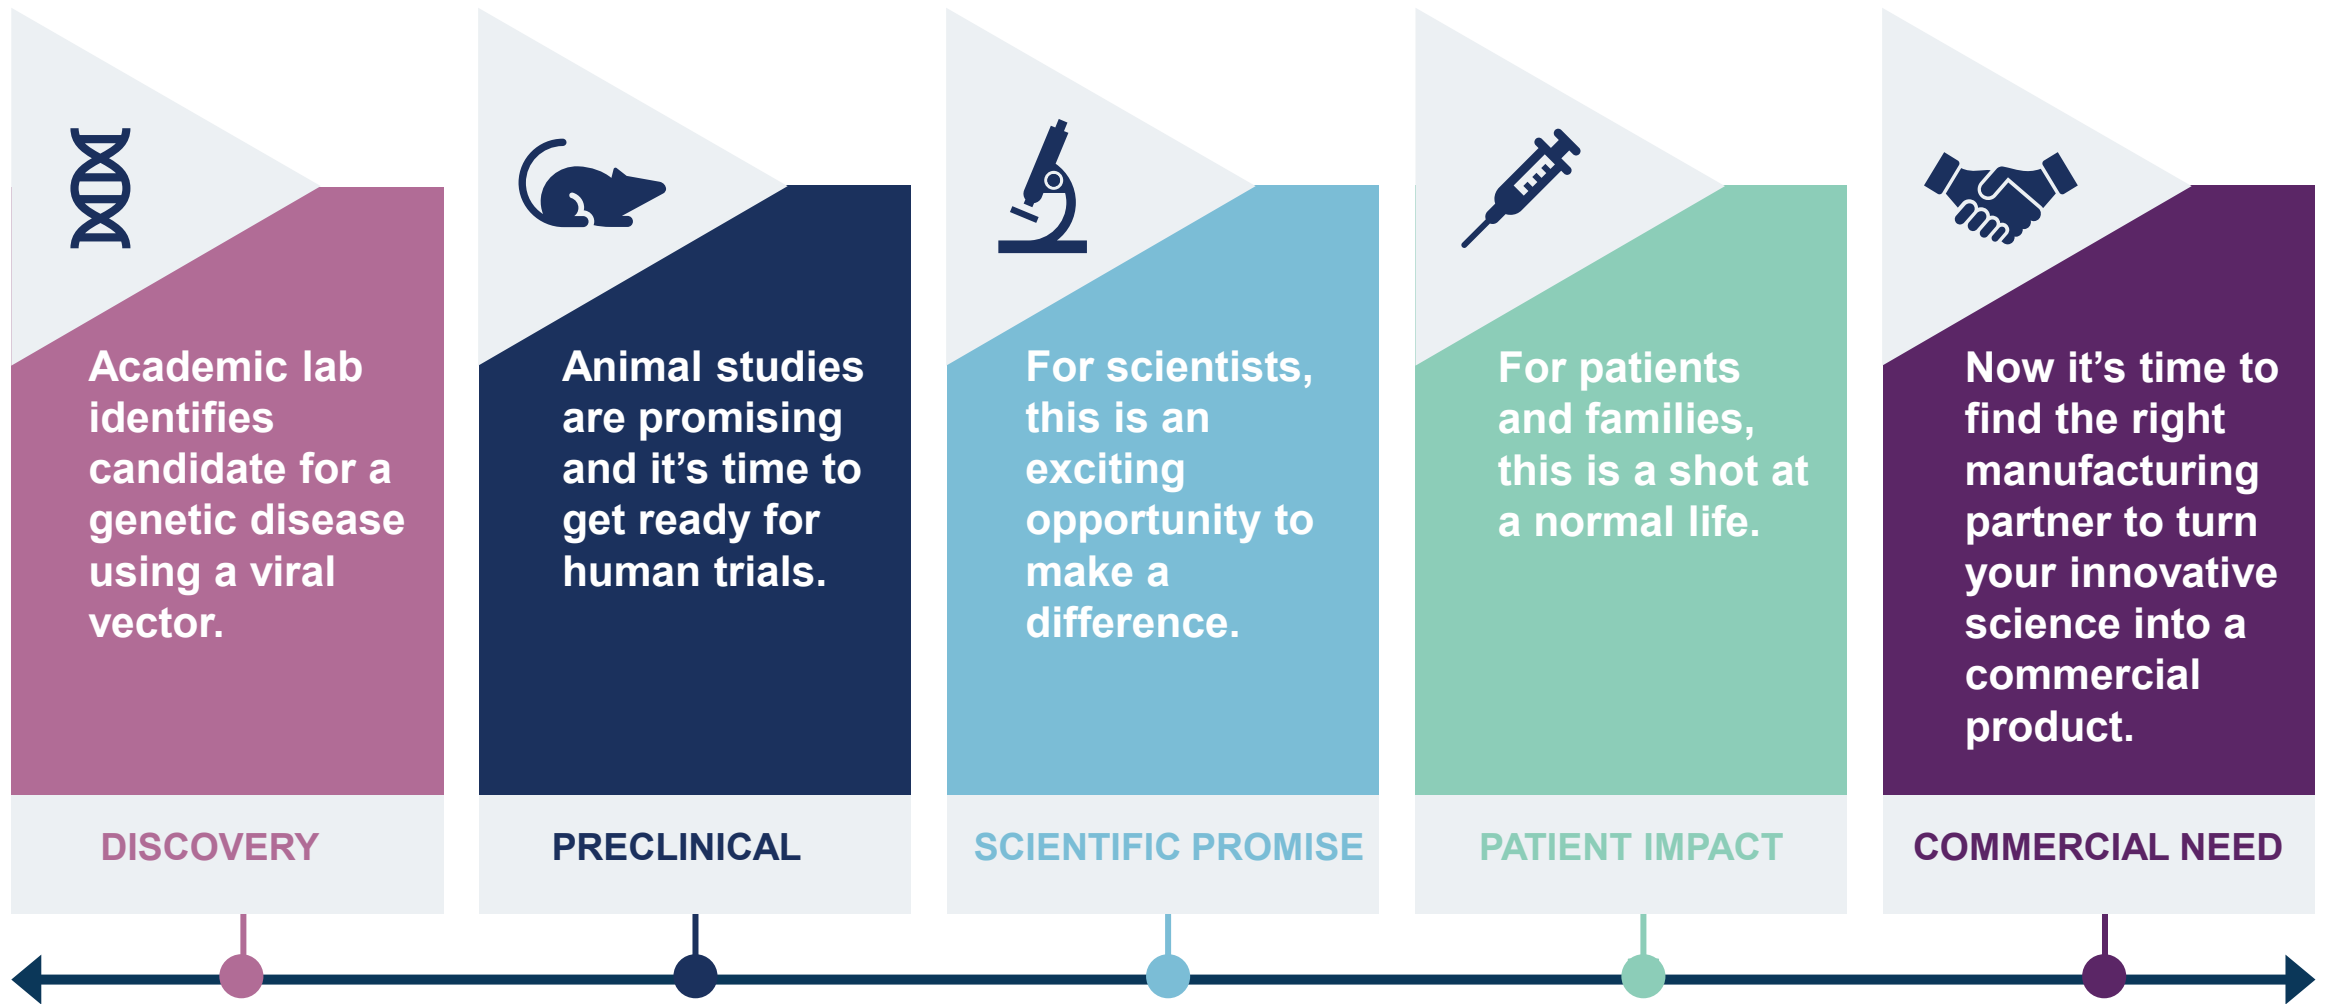 Academic lab
identifies
candidate for a
genetic disease
using a viral
vector.
DISCOVERY
Animal studies
are promising
and it’s time to
get ready for
human trials.
PRECLINICAL
For scientists,
this is an
exciting
opportunity to
make a
difference.
SCIENTIFIC PROMISE
For patients
and families,
this is a shot at
a normal life.
PATIENT IMPACT
Now it’s time to
find the right
manufacturing
partner to turn
your innovative
science into a
commercial
product.
COMMERCIAL NEED